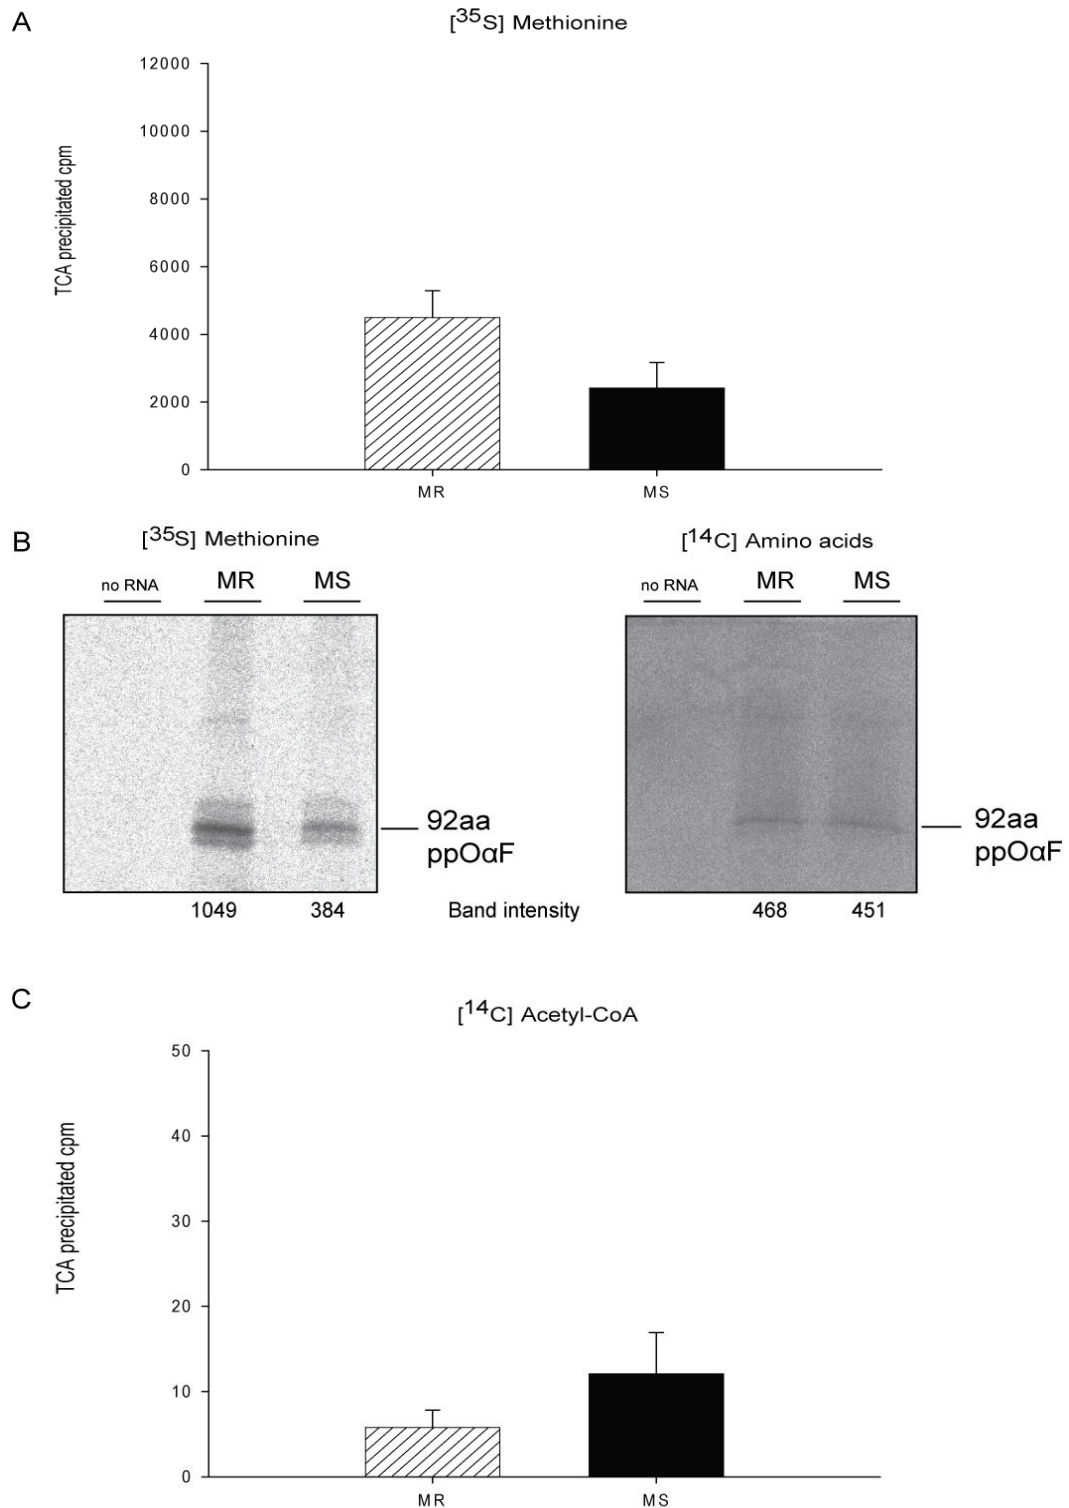 A
[35S] Methionine
12000
10000
8000
6000
4000
2000
0
TCA precipitated cpm
MR MS
B
[35S] Methionine
no RNA MR MS
92aa
ppOαF
[14C] Amino acids
no RNA MR MS
92aa
ppOαF
1049 384 Band intensity 468 451
C
[14C] Acetyl-CoA
50
40
30
20
10
0
TCA precipitated cpm
MR MS